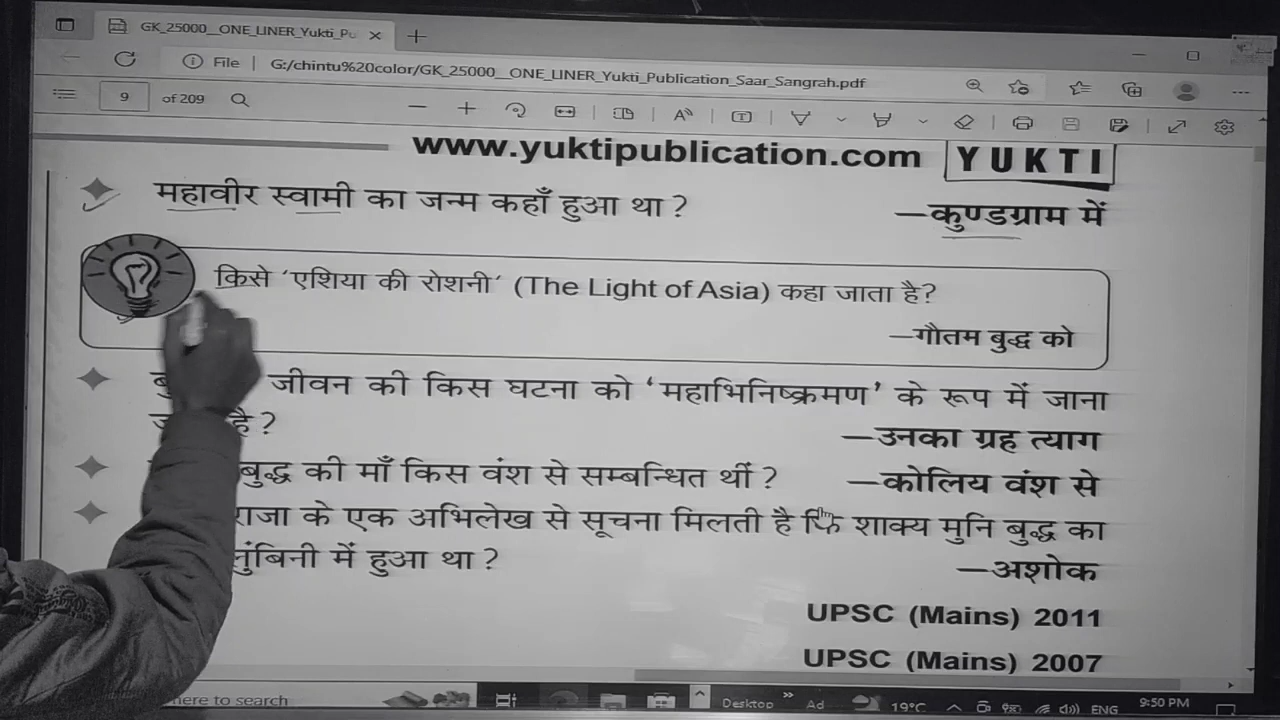 GK_25000__ONE_LINER_Yukti_Pu
File | G:/chintu%20color/GK_25000__ONE_LINER_Yukti_Publication_Saar_Sangrah.pdf
9 of 209
www.yuktipublication.com YUKTI
महावीर स्वामी का जन्म कहाँ हुआ था? —कुण्डग्राम में
किसे ‘एशिया की रोशनी’ (The Light of Asia) कहा जाता है?
—गौतम बुद्ध को
जीवन की किस घटना को ‘महाभिनिष्क्रमण’ के रूप में जाना
है? —उनका ग्रह त्याग
बुद्ध की माँ किस वंश से सम्बन्धित थीं? —कोलिय वंश से
राजा के एक अभिलेख से सूचना मिलती है कि शाक्य मुनि बुद्ध का
लुंबिनी में हुआ था? —अशोक
UPSC (Mains) 2011
UPSC (Mains) 2007
here to search Desktop Ad 19°C ENG 9:50 PM